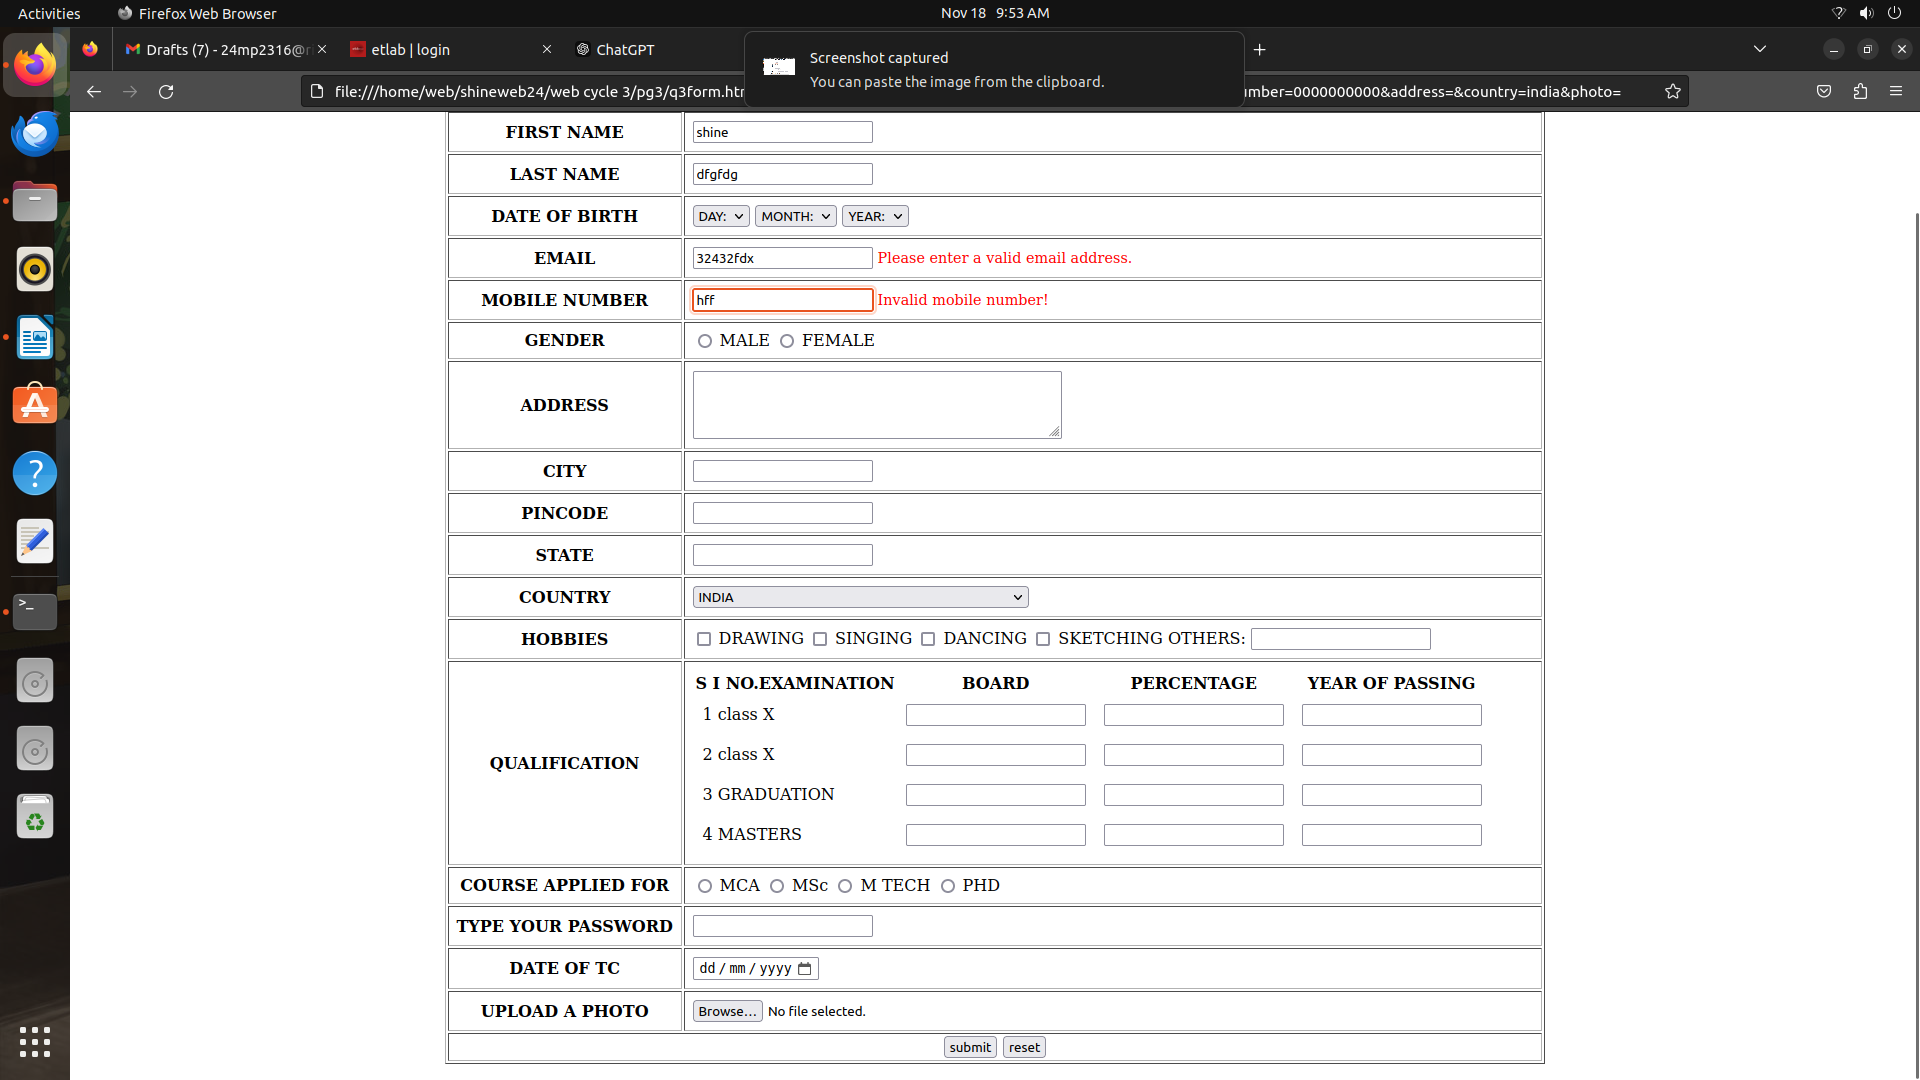 Activities
Firefox Web Browser
Nov 18 9:53 AM
Drafts (7) - 24mp2316@r
etlab | login
ChatGPT
Screenshot captured
You can paste the image from the clipboard.
file:///home/web/shineweb24/web cycle 3/pg3/q3form.htm
umber=0000000000&address=&country=india&photo=
FIRST NAME shine
LAST NAME dfgfdg
DATE OF BIRTH DAY: MONTH: YEAR:
EMAIL 32432fdx Please enter a valid email address.
MOBILE NUMBER hff Invalid mobile number!
GENDER MALE FEMALE
ADDRESS
CITY
PINCODE
STATE
COUNTRY INDIA
HOBBIES DRAWING SINGING DANCING SKETCHING OTHERS:
S I NO.EXAMINATION BOARD PERCENTAGE YEAR OF PASSING
1 class X
2 class X
QUALIFICATION
3 GRADUATION
4 MASTERS
COURSE APPLIED FOR MCA MSc M TECH PHD
TYPE YOUR PASSWORD
DATE OF TC dd / mm / yyyy
UPLOAD A PHOTO Browse... No file selected.
submit reset